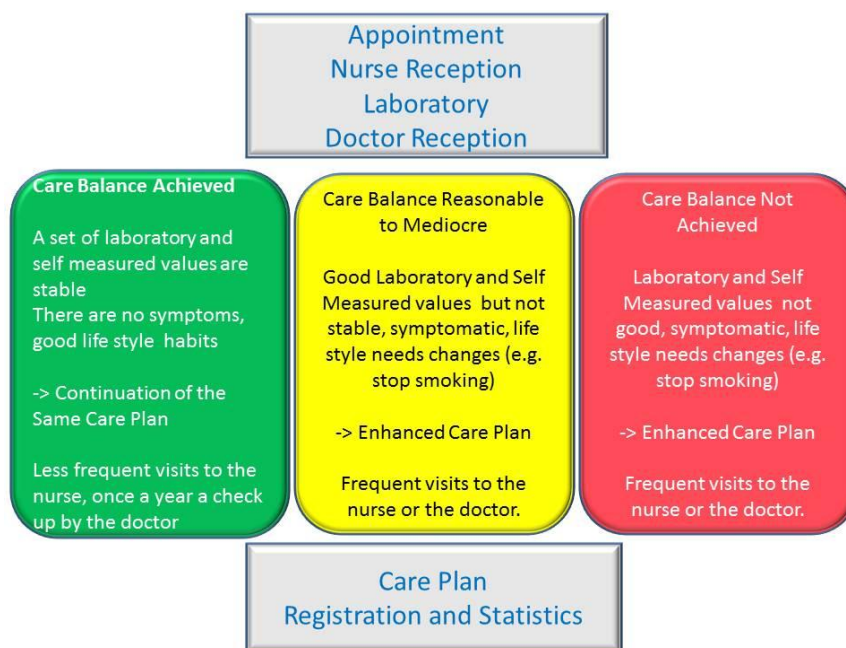 Appointment
Nurse Reception
Laboratory
Doctor Reception
Care Balance Achieved
A set of laboratory and
self measured values are
stable
There are no symptoms,
good life style habits
-> Continuation of the
Same Care Plan
Less frequent visits to the
nurse, once a year a check
up by the doctor
Care Balance Reasonable
to Mediocre
Good Laboratory and Self
Measured values but not
stable, symptomatic, life
style needs changes (e.g.
stop smoking)
-> Enhanced Care Plan
Frequent visits to the
nurse or the doctor.
Care Balance Not
Achieved
Laboratory and Self
Measured values not
good, symptomatic, life
style needs changes (e.g.
stop smoking)
-> Enhanced Care Plan
Frequent visits to the
nurse or the doctor.
Care Plan
Registration and Statistics